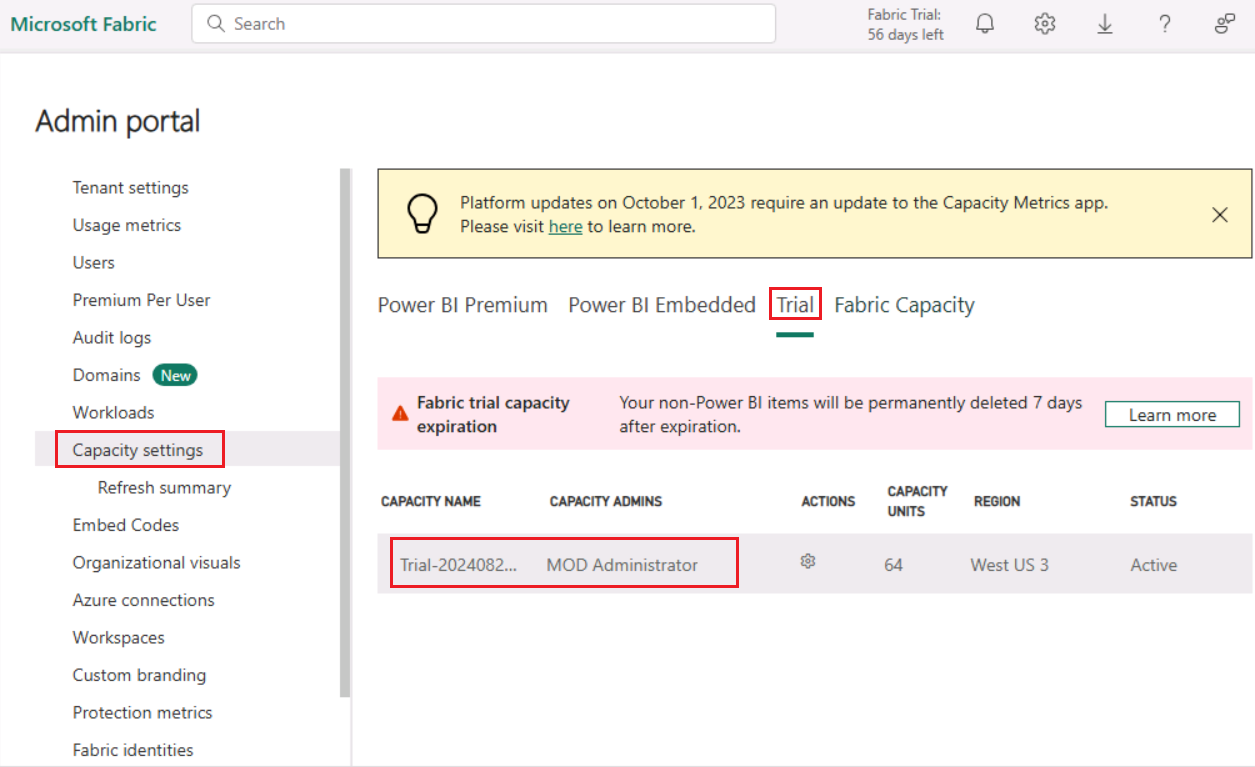 Microsoft Fabric
Search
Fabric Trial:
56 days left
?
Admin portal
Tenant settings
Usage metrics
Users
Premium Per User
Audit logs
Domains New
Workloads
Capacity settings
Refresh summary
Embed Codes
Organizational visuals
Azure connections
Workspaces
Custom branding
Protection metrics
Fabric identities
Platform updates on October 1, 2023 require an update to the Capacity Metrics app.
Please visit here to learn more.
Power BI Premium Power BI Embedded Trial Fabric Capacity
Fabric trial capacity
expiration
Your non-Power BI items will be permanently deleted 7 days
after expiration.
Learn more
CAPACITY NAME CAPACITY ADMINS ACTIONS CAPACITY UNITS REGION STATUS
Trial-2024082... MOD Administrator 64 West US 3 Active